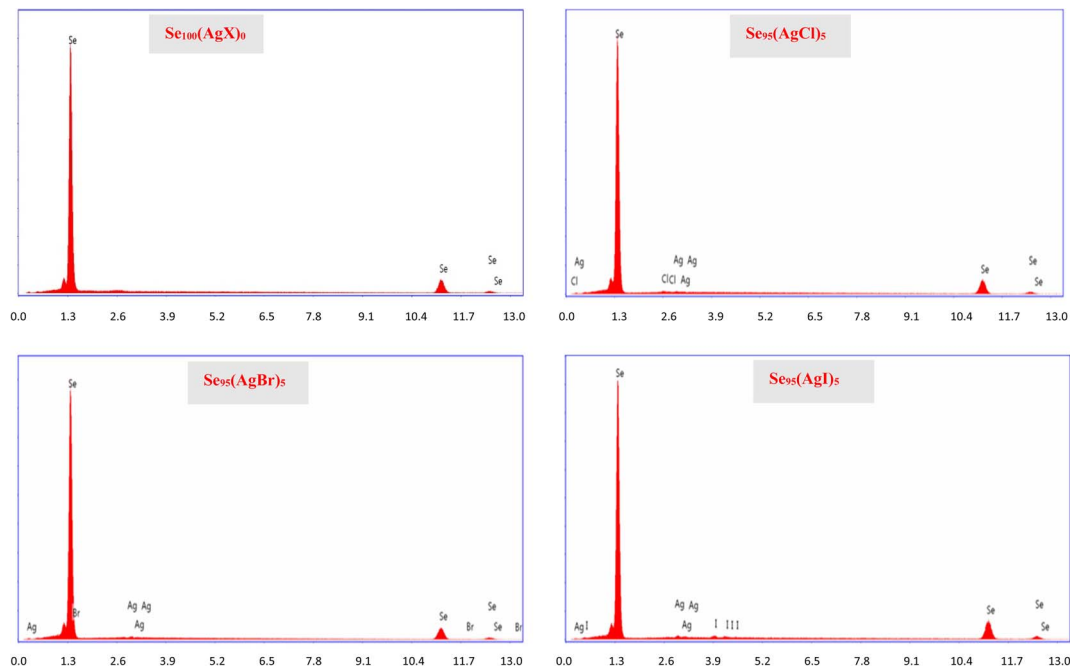 Se₁₀₀(AgX)₀
Se
Se
Se
Se
0.0 1.3 2.6 3.9 5.2 6.5 7.8 9.1 10.4 11.7 13.0
Se₉₅(AgCl)₅
Se
Ag
Cl
Ag Ag
Cl Cl Ag
Se
Se
Se
0.0 1.3 2.6 3.9 5.2 6.5 7.8 9.1 10.4 11.7 13.0
Se₉₅(AgBr)₅
Se
Br
Ag
Ag Ag
Ag
Se
Br
Se
Se
Br
0.0 1.3 2.6 3.9 5.2 6.5 7.8 9.1 10.4 11.7 13.0
Se₉₅(AgI)₅
Se
Ag I
Ag Ag
Ag
I I I I
Se
Se
Se
0.0 1.3 2.6 3.9 5.2 6.5 7.8 9.1 10.4 11.7 13.0